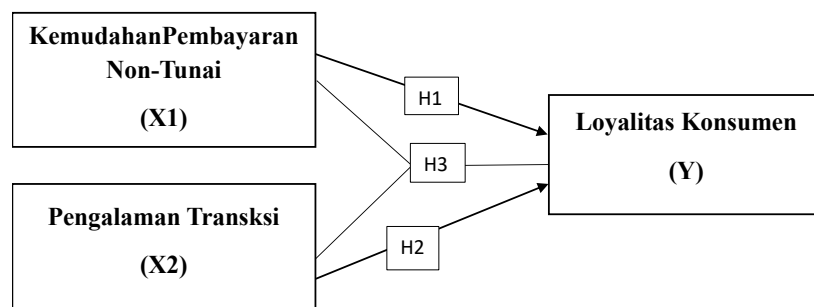 KemudahanPembayaran
Non-Tunai
(X1)
H1
Loyalitas Konsumen
(Y)
H3
Pengalaman Transksi
(X2)
H2